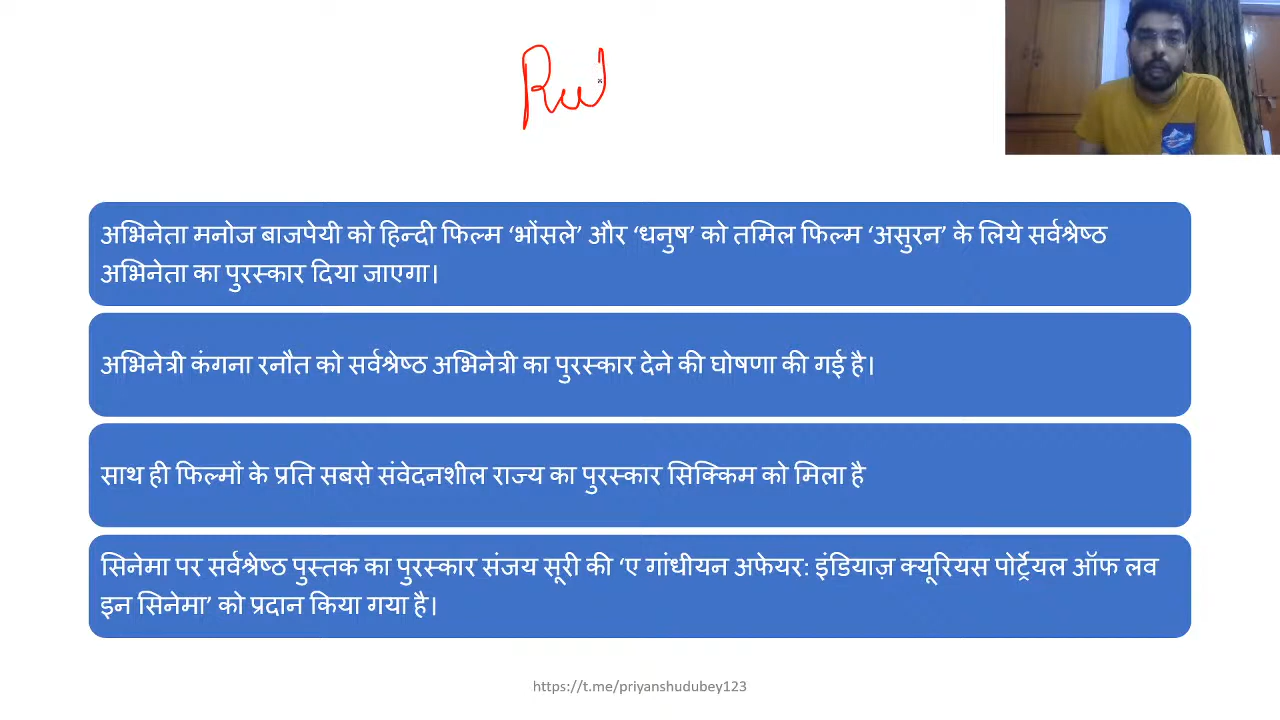 अभिनेता मनोज बाजपेयी को हिन्दी फिल्म ‘भोंसले’ और ‘धनुष’ को तमिल फिल्म ‘असुरन’ के लिये सर्वश्रेष्ठ
अभिनेता का पुरस्कार दिया जाएगा।
अभिनेत्री कंगना रनौत को सर्वश्रेष्ठ अभिनेत्री का पुरस्कार देने की घोषणा की गई है।
साथ ही फिल्मों के प्रति सबसे संवेदनशील राज्य का पुरस्कार सिक्किम को मिला है
सिनेमा पर सर्वश्रेष्ठ पुस्तक का पुरस्कार संजय सूरी की ‘ए गांधीयन अफेयर: इंडियाज़ क्यूरियस पोर्ट्रेयल ऑफ लव
इन सिनेमा’ को प्रदान किया गया है।
https://t.me/priyanshudubey123